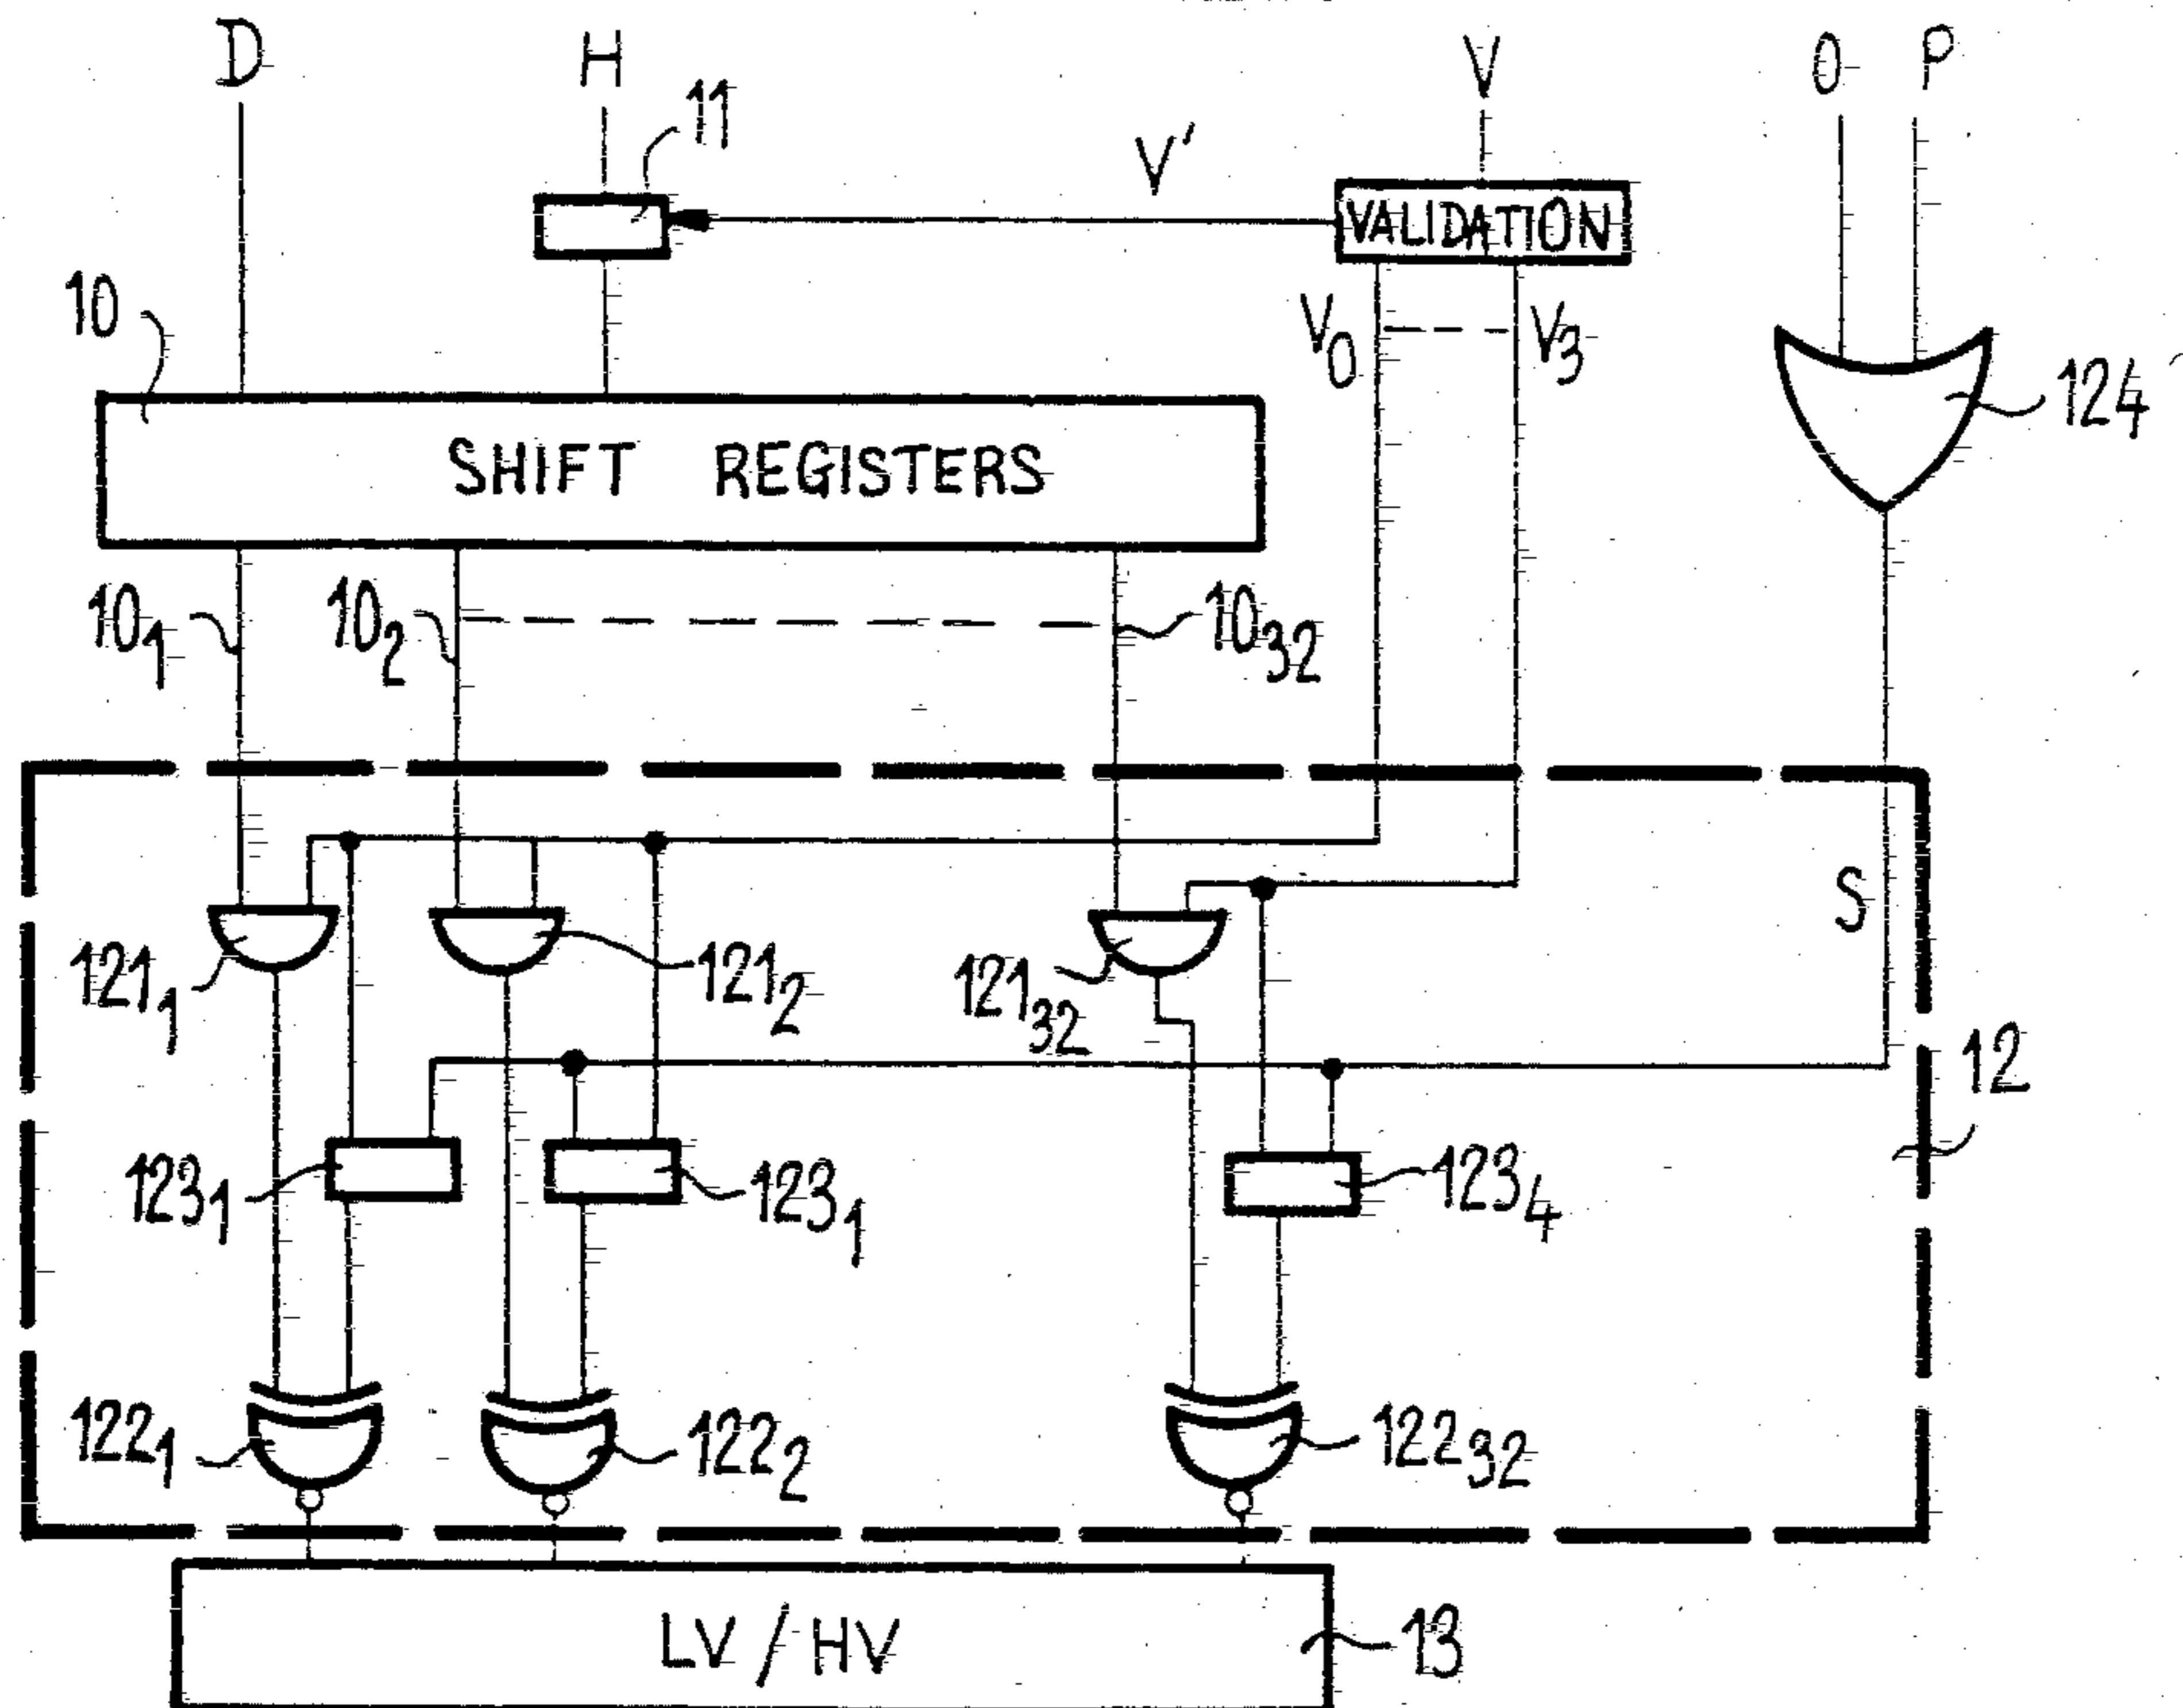 D H V O P
11
V'
VALIDATION
10
V0 V3
124
SHIFT REGISTERS
101 102 1032
S
1211 1212 12132
12
1231 1231 1234
1221 1222 12232
LV / HV
13